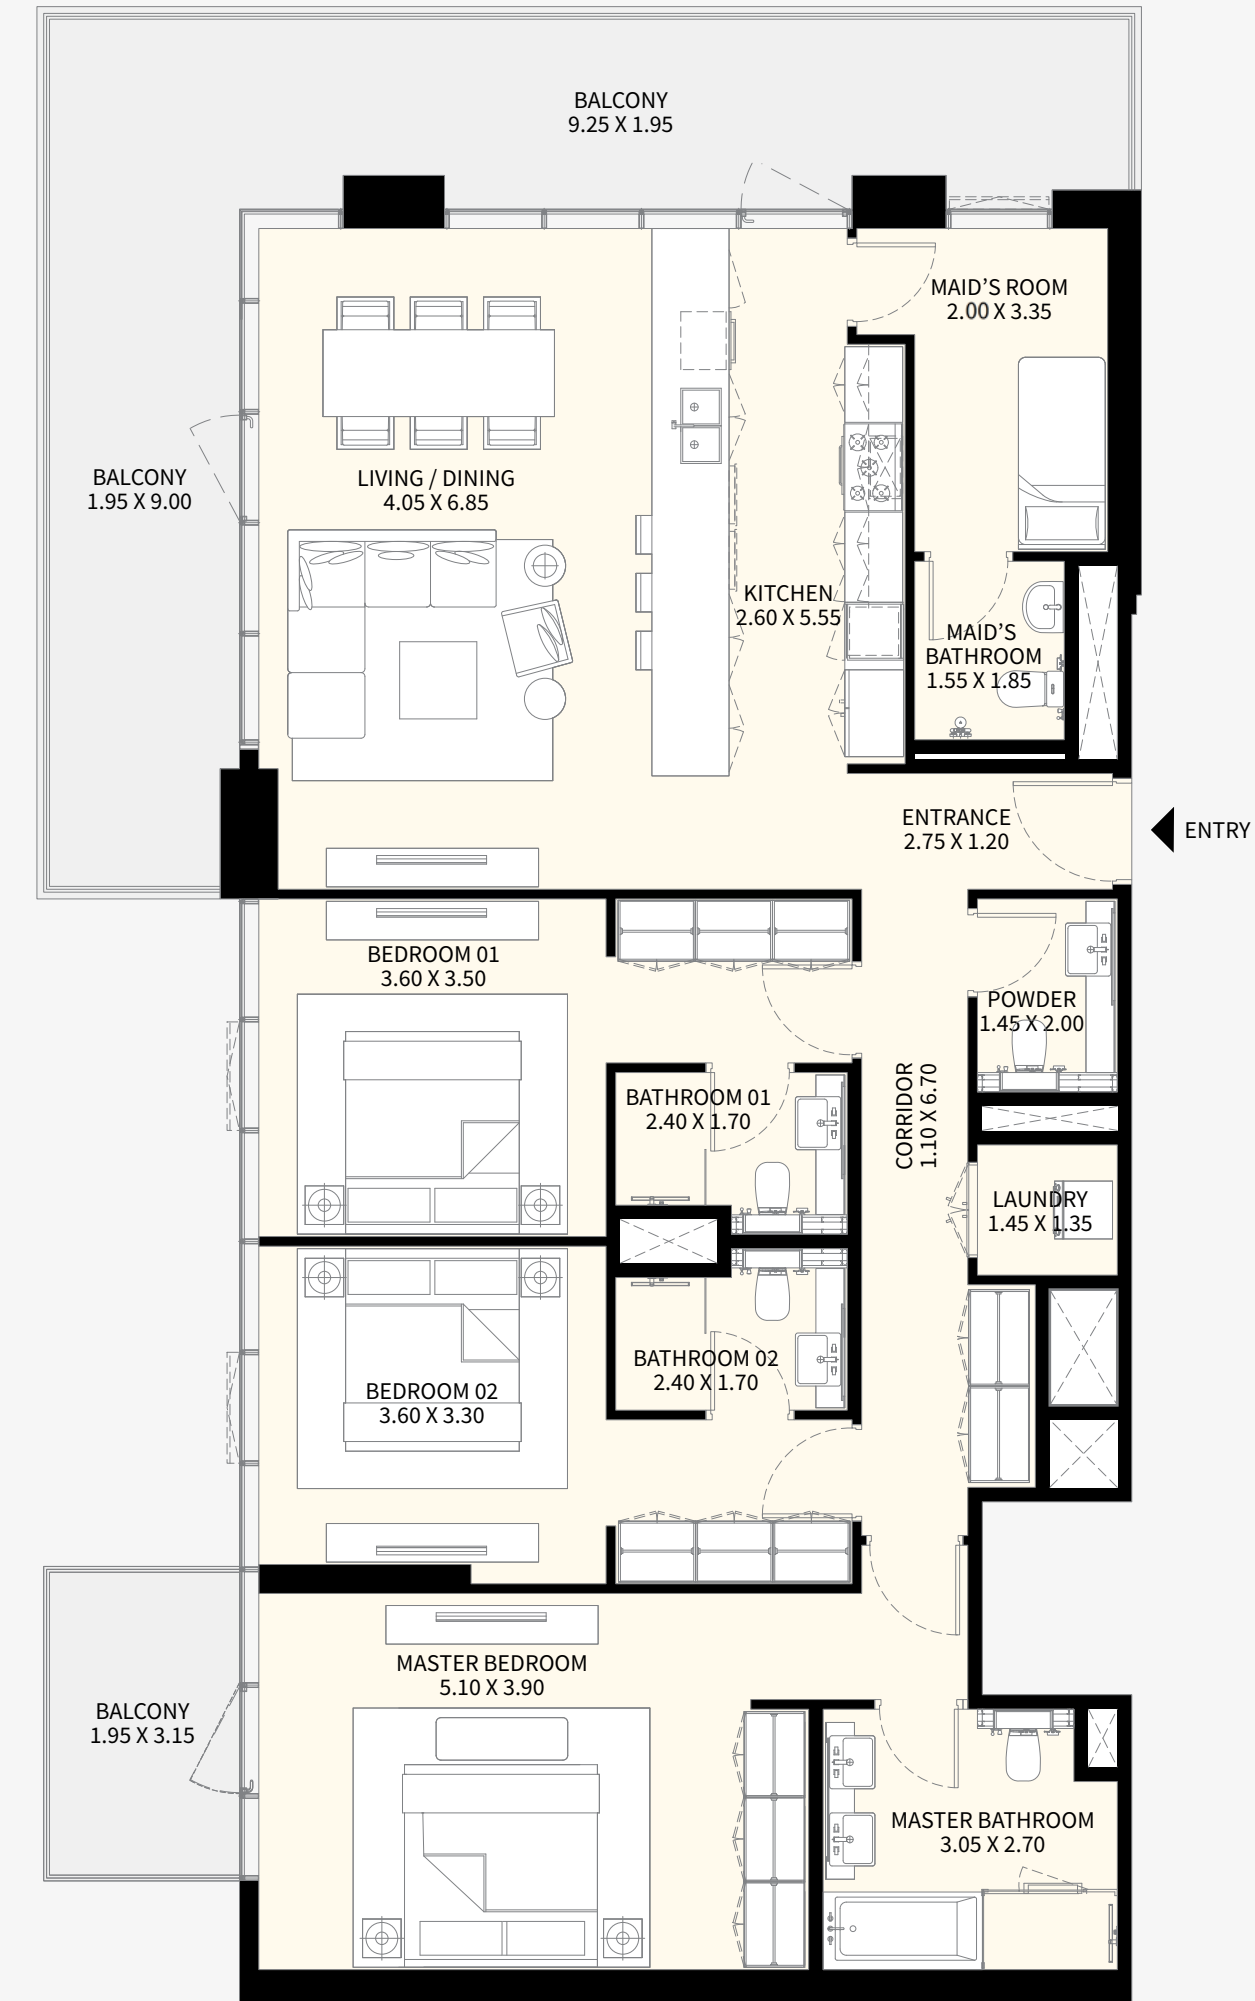 BALCONY
9.25 X 1.95
MAID’S ROOM
2.00 X 3.35
BALCONY
1.95 X 9.00
LIVING / DINING
4.05 X 6.85
KITCHEN
2.60 X 5.55
MAID’S
BATHROOM
1.55 X 1.85
ENTRANCE
2.75 X 1.20
ENTRY
BEDROOM 01
3.60 X 3.50
POWDER
1.45 X 2.00
BATHROOM 01
2.40 X 1.70
CORRIDOR
1.10 X 6.70
LAUNDRY
1.45 X 1.35
BATHROOM 02
2.40 X 1.70
BEDROOM 02
3.60 X 3.30
MASTER BEDROOM
5.10 X 3.90
BALCONY
1.95 X 3.15
MASTER BATHROOM
3.05 X 2.70